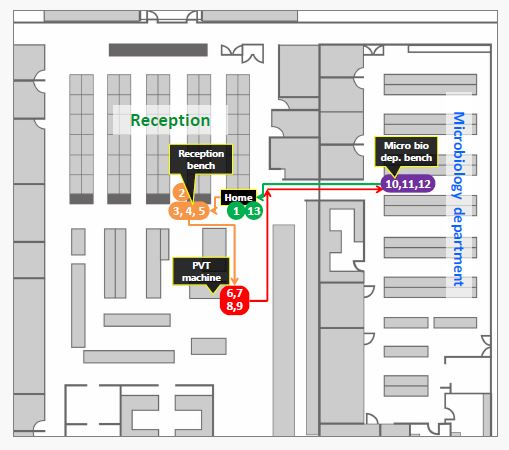 Reception
Reception
bench
2
3, 4, 5
Home
1 13
Micro bio
dep. bench
10,11,12
Microbiology department
PVT
machine
6,7
8,9